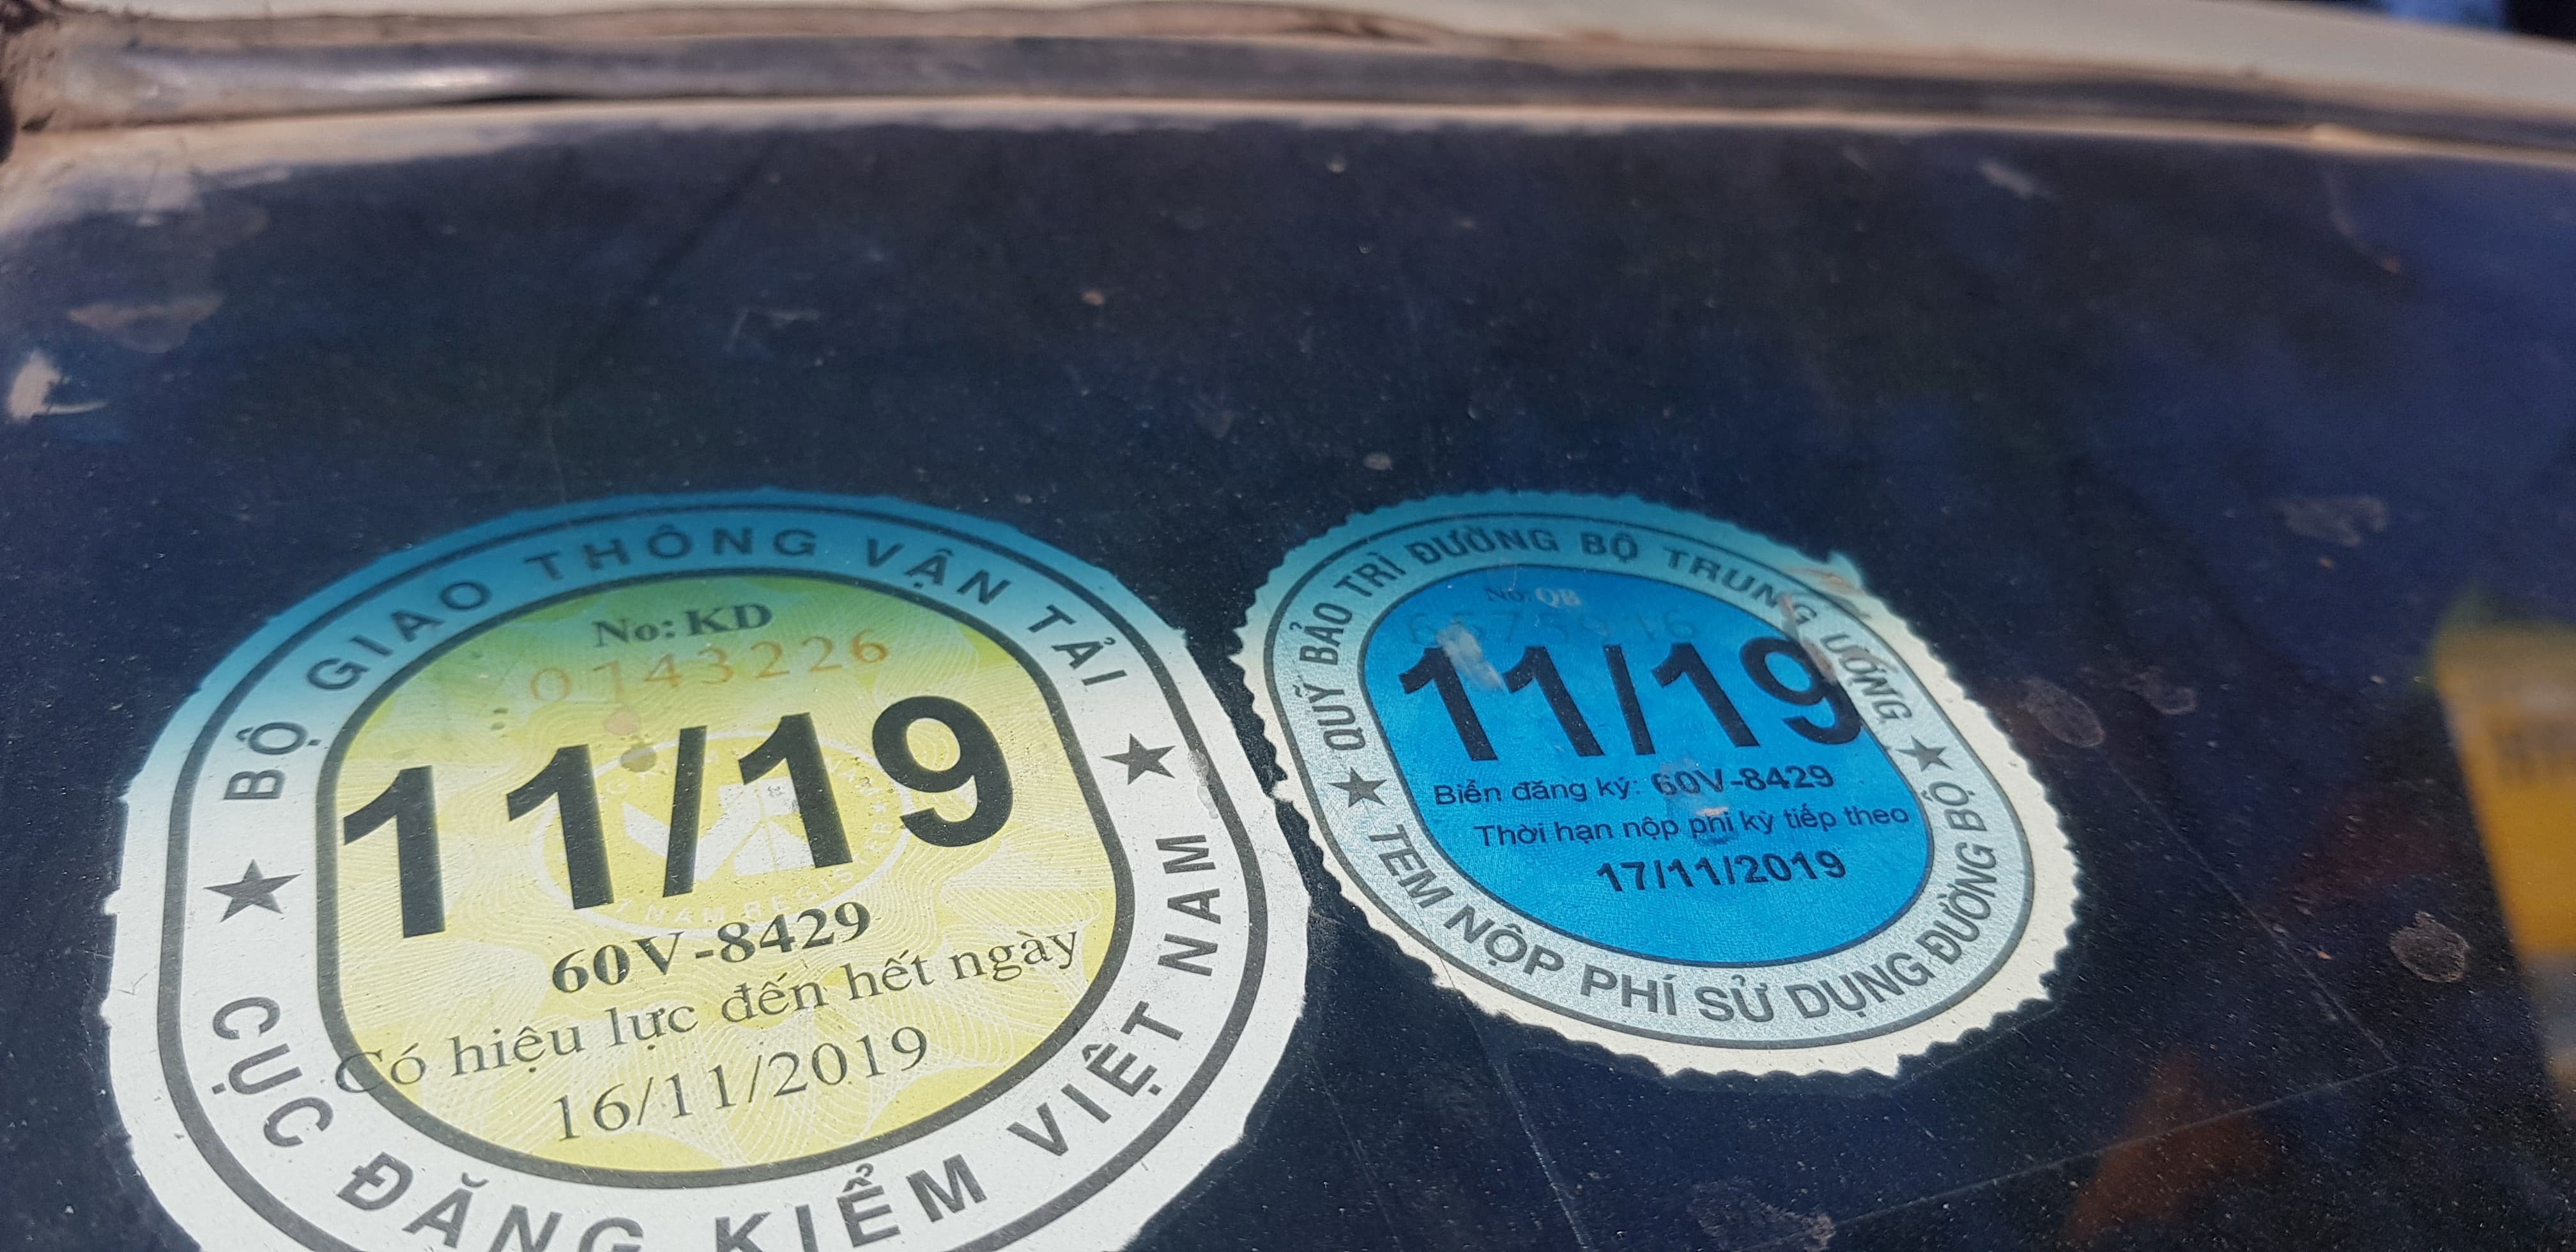 BỘ GIAO THÔNG VẬN TẢI
No: KD
0743226
11/19
60V-8429
Có hiệu lực đến hết ngày
16/11/2019
CỤC ĐĂNG KIỂM VIỆT NAM
QUỸ BẢO TRÌ ĐƯỜNG BỘ TRUNG ƯƠNG
No: QB
11/19
Biển đăng ký: 60V-8429
Thời hạn nộp phí kỳ tiếp theo
17/11/2019
TEM NỘP PHÍ SỬ DỤNG ĐƯỜNG BỘ